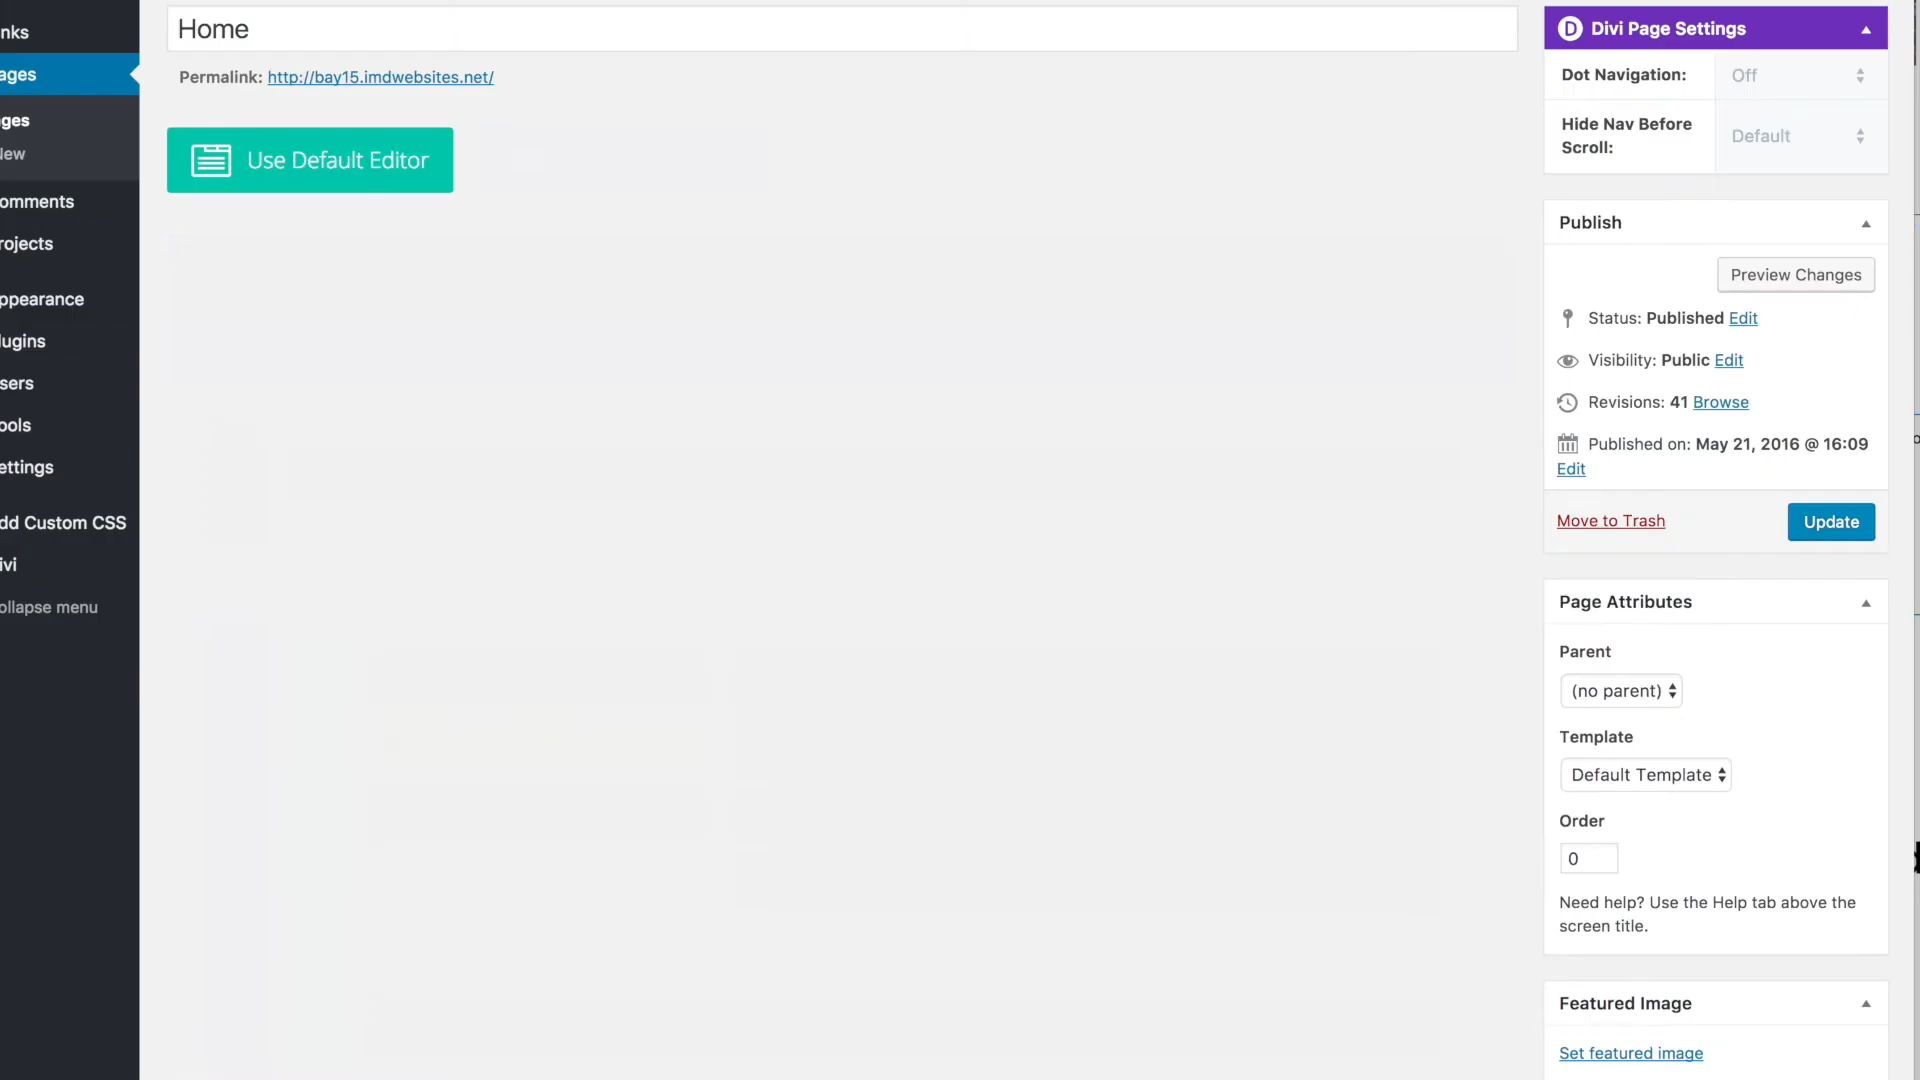 nks
ages
ges
New
omments
rojects
ppearance
lugins
sers
ools
ettings
dd Custom CSS
ivi
ollapse menu
Home
Permalink: http://bay15.imdwebsites.net/
Use Default Editor
D Divi Page Settings
Dot Navigation: Off
Hide Nav Before Scroll: Default
Publish
Preview Changes
Status: Published Edit
Visibility: Public Edit
Revisions: 41 Browse
Published on: May 21, 2016 @ 16:09
Edit
Move to Trash
Update
Page Attributes
Parent
(no parent)
Template
Default Template
Order
0
Need help? Use the Help tab above the
screen title.
Featured Image
Set featured image